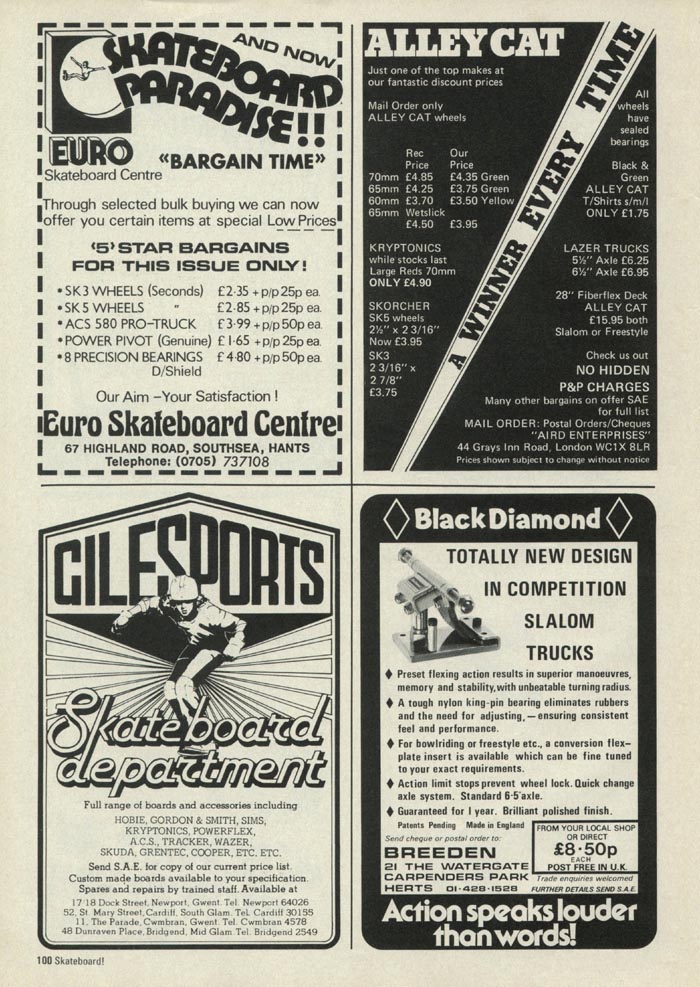 AND NOW
SKATEBOARD
PARADISE!!
EURO
Skateboard Centre
“BARGAIN TIME”
Through selected bulk buying we can now
offer you certain items at special Low Prices
‘5’ STAR BARGAINS
FOR THIS ISSUE ONLY!
• SK3 WHEELS (Seconds) £2·35 + p/p 25p ea.
• SK5 WHEELS " £2·85 + p/p 25p ea.
• ACS 580 PRO-TRUCK £3·99 + p/p 50p ea.
• POWER PIVOT (Genuine) £1·65 + p/p 25p ea.
• 8 PRECISION BEARINGS £4·80 + p/p 50p ea.
D/Shield
Our Aim – Your Satisfaction !
Euro Skateboard Centre
67 HIGHLAND ROAD, SOUTHSEA, HANTS
Telephone: (0705) 737108
ALLEY CAT
Just one of the top makes at
our fantastic discount prices
Mail Order only
ALLEY CAT wheels
Rec Our
Price Price
70mm £4.85 £4.35 Green
65mm £4.25 £3.75 Green
60mm £3.70 £3.50 Yellow
65mm Wetslick
£4.50 £3.95
KRYPTONICS
while stocks last
Large Reds 70mm
ONLY £4.90
SKORCHER
SK5 wheels
2½’’ x 2 3/16’’
Now £3.95
SK3
2 3/16’’ x
2 7/8’’
£3.75
A WINNER EVERY TIME
All
wheels
have
sealed
bearings
Black &
Green
ALLEY CAT
T/Shirts s/m/l
ONLY £1.75
LAZER TRUCKS
5½’’ Axle £6.25
6½’’ Axle £6.95
28’’ Fiberflex Deck
ALLEY CAT
£15.95 both
Slalom or Freestyle
Check us out
NO HIDDEN
P&P CHARGES
Many other bargains on offer SAE
for full list
MAIL ORDER: Postal Orders/Cheques
“AIRD ENTERPRISES”
44 Grays Inn Road, London WC1X 8LR
Prices shown subject to change without notice
GILESPORTS
Skateboard
department
Full range of boards and accessories including
HOBIE, GORDON & SMITH, SIMS,
KRYPTONICS, POWERFLEX,
A.C.S., TRACKER, WAZER,
SKUDA, GRENTEC, COOPER, ETC. ETC.
Send S.A.E. for copy of our current price list.
Custom made boards available to your specification.
Spares and repairs by trained staff. Available at
17·18 Dock Street, Newport, Gwent. Tel. Newport 64026
52, St. Mary Street, Cardiff, South Glam. Tel. Cardiff 30155
11, The Parade, Cwmbran, Gwent. Tel. Cwmbran 4578
48 Dunraven Place, Bridgend, Mid Glam. Tel. Bridgend 2549
Black Diamond
TOTALLY NEW DESIGN
IN COMPETITION
SLALOM
TRUCKS
♦ Preset flexing action results in superior manoeuvres,
memory and stability, with unbeatable turning radius.
♦ A tough nylon king-pin bearing eliminates rubbers
and the need for adjusting, — ensuring consistent
feel and performance.
♦ For bowlriding or freestyle etc., a conversion flex-
plate insert is available which can be fine tuned
to your exact requirements.
♦ Action limit stops prevent wheel lock. Quick change
axle system. Standard 6·5″axle.
♦ Guaranteed for 1 year. Brilliant polished finish.
Patents Pending Made in England
Send cheque or postal order to:
BREEDEN
21 THE WATERGATE
CARPENDERS PARK
HERTS 01·428·1528
FROM YOUR LOCAL SHOP
OR DIRECT
£8·50p
EACH
POST FREE IN U.K.
Trade enquiries welcomed
FURTHER DETAILS SEND S.A.E.
Action speaks louder
than words!
100 Skateboard!